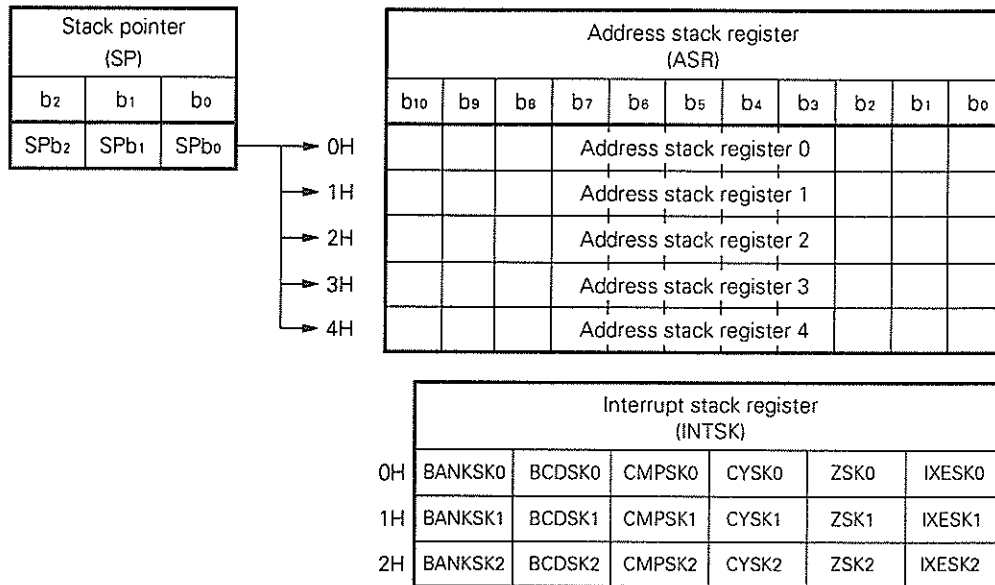 Stack pointer
(SP)
b2 b1 b0
SPb2 SPb1 SPb0
Address stack register
(ASR)
b10 b9 b8 b7 b6 b5 b4 b3 b2 b1 b0
0H Address stack register 0
1H Address stack register 1
2H Address stack register 2
3H Address stack register 3
4H Address stack register 4
Interrupt stack register
(INTSK)
0H BANKSK0 BCDSK0 CMPSK0 CYSK0 ZSK0 IXESK0
1H BANKSK1 BCDSK1 CMPSK1 CYSK1 ZSK1 IXESK1
2H BANKSK2 BCDSK2 CMPSK2 CYSK2 ZSK2 IXESK2